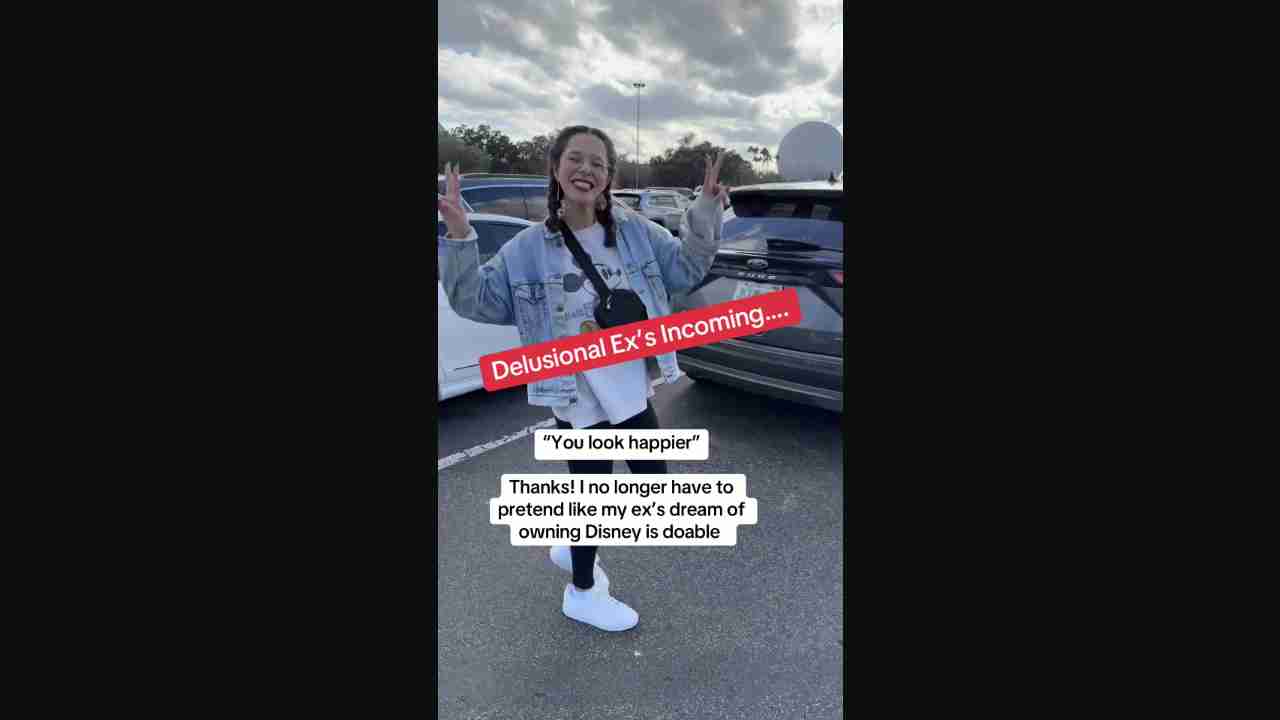 Delusional Ex’s Incoming....
“You look happier”
Thanks! I no longer have to
pretend like my ex’s dream of
owning Disney is doable